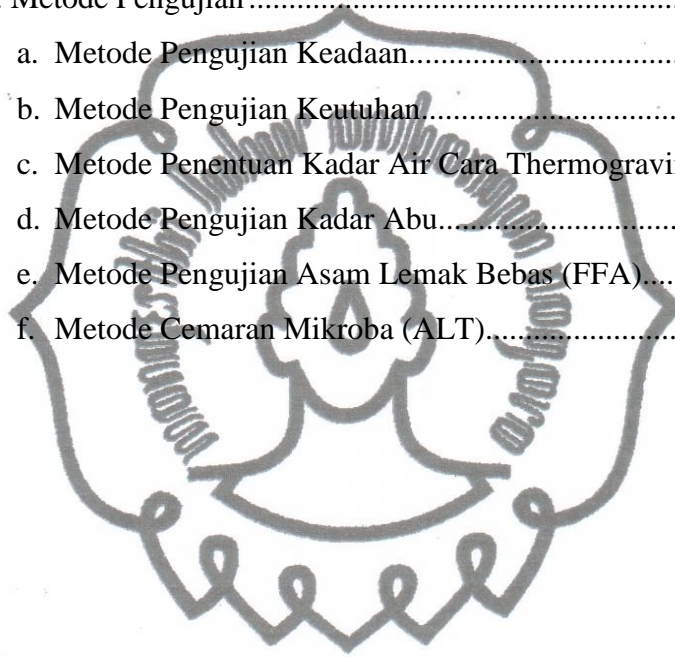 . Metode Pengujian ........................................................
a. Metode Pengujian Keadaan...................................
b. Metode Pengujian Keutuhan.................................
c. Metode Penentuan Kadar Air Cara Thermogravi
d. Metode Pengujian Kadar Abu..............................
e. Metode Pengujian Asam Lemak Bebas (FFA)....
f. Metode Cemaran Mikroba (ALT)........................